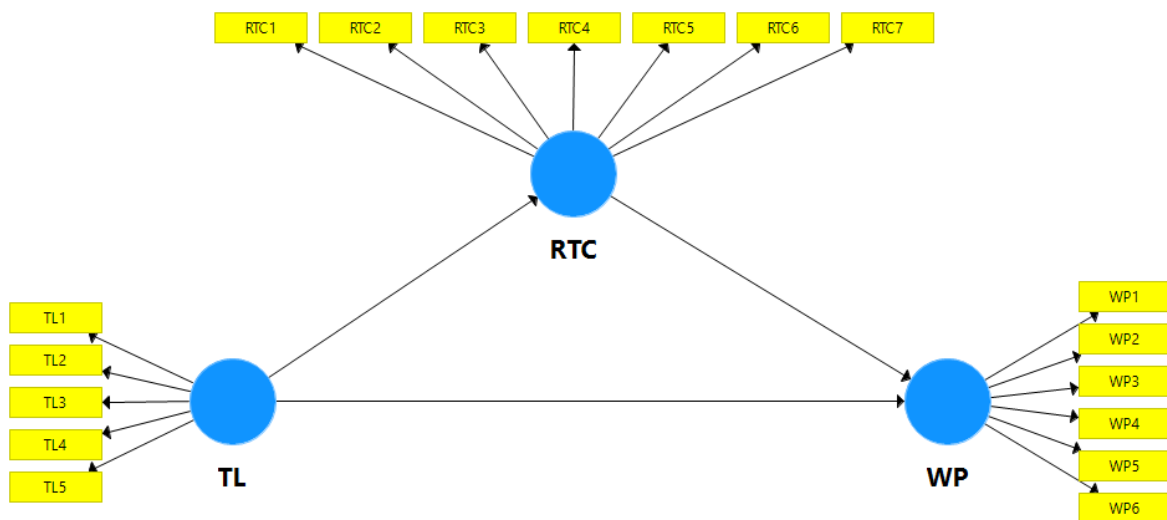 RTC1 RTC2 RTC3 RTC4 RTC5 RTC6 RTC7
RTC
TL1
TL2
TL3
TL4
TL5
TL
WP1
WP2
WP3
WP4
WP5
WP6
WP